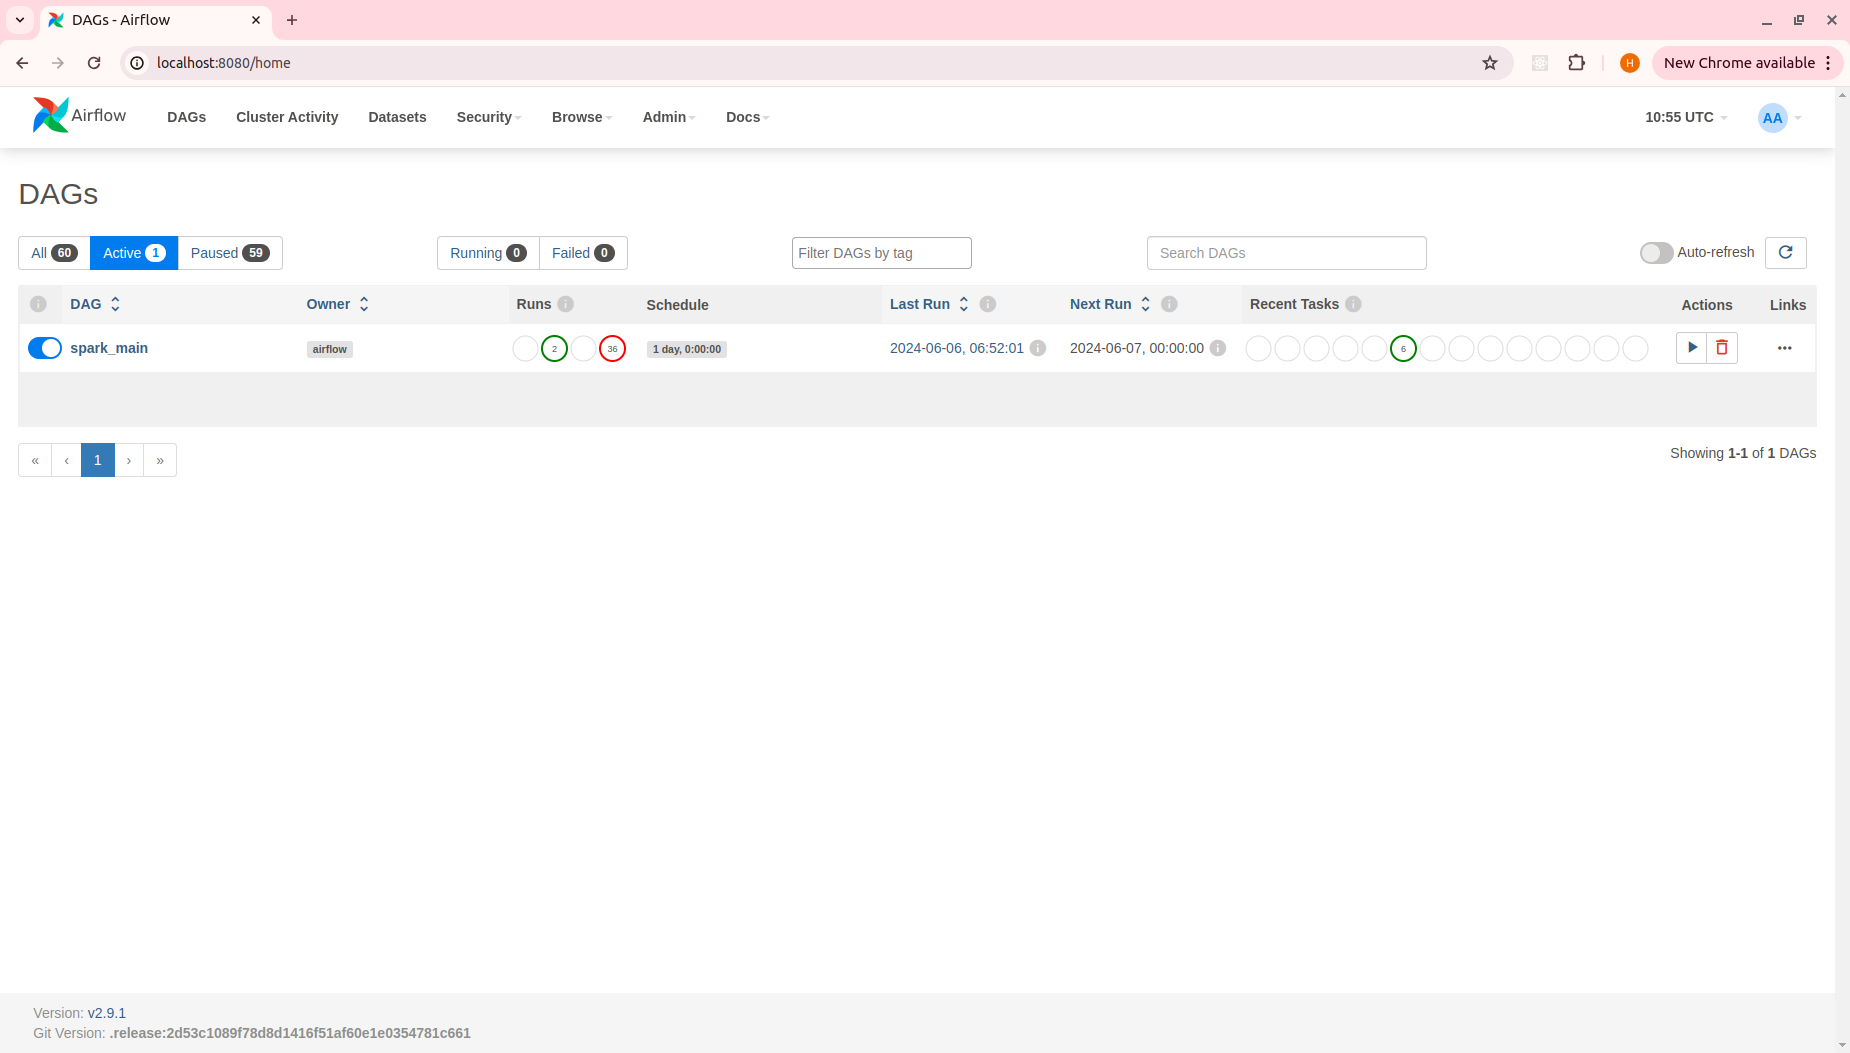 DAGs - Airflow
localhost:8080/home
H
New Chrome available
Airflow
DAGs Cluster Activity Datasets Security Browse Admin Docs
10:55 UTC
AA
DAGs
All 60 Active 1 Paused 59
Running 0 Failed 0
Filter DAGs by tag
Search DAGs
Auto-refresh
DAG Owner Runs Schedule Last Run Next Run Recent Tasks Actions Links
spark_main airflow 2 36 1 day, 0:00:00 2024-06-06, 06:52:01 2024-06-07, 00:00:00 6
« ‹ 1 › »
Showing 1-1 of 1 DAGs
Version: v2.9.1
Git Version: .release:2d53c1089f78d8d1416f51af60e1e0354781c661